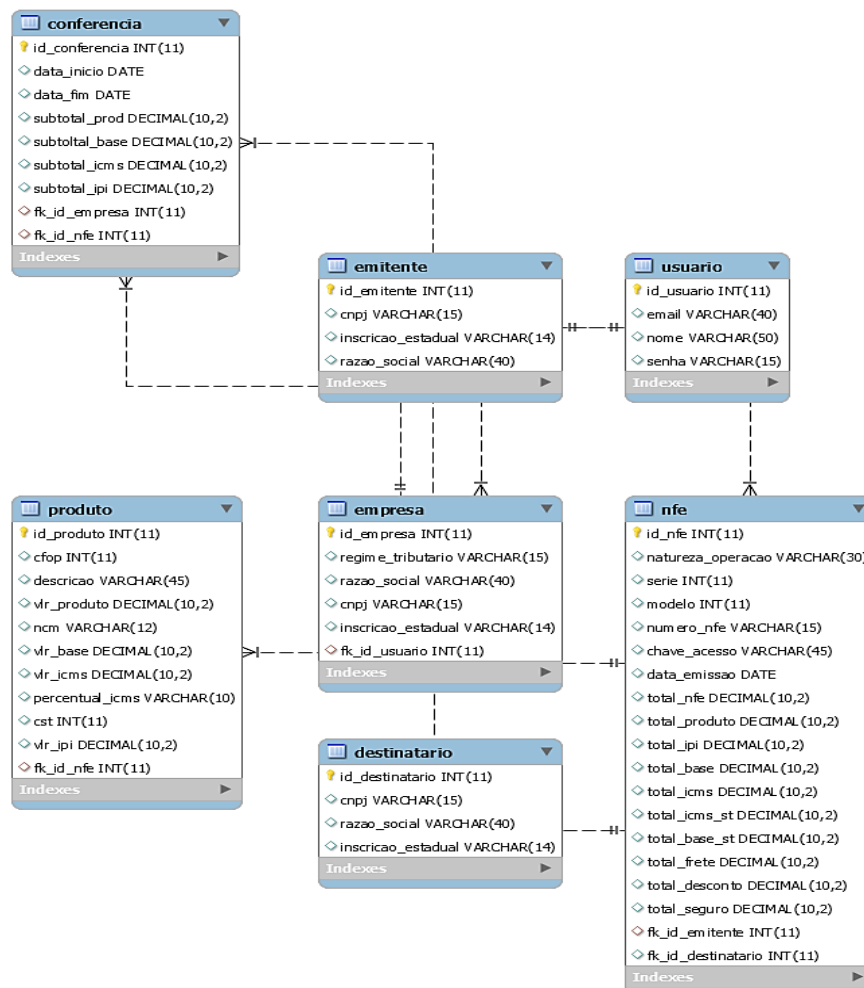 conferencia
id_conferencia INT(11)
data_inicio DATE
data_fim DATE
subtotal_prod DECIMAL(10,2)
subtoltal_base DECIMAL(10,2)
subtotal_icms DECIMAL(10,2)
subtotal_ipi DECIMAL(10,2)
fk_id_empresa INT(11)
fk_id_nfe INT(11)
Indexes
emitente
id_emitente INT(11)
cnpj VARCHAR(15)
inscricao_estadual VARCHAR(14)
razao_social VARCHAR(40)
Indexes
usuario
id_usuario INT(11)
email VARCHAR(40)
nome VARCHAR(50)
senha VARCHAR(15)
Indexes
produto
id_produto INT(11)
cfop INT(11)
descricao VARCHAR(45)
vlr_produto DECIMAL(10,2)
ncm VARCHAR(12)
vlr_base DECIMAL(10,2)
vlr_icms DECIMAL(10,2)
percentual_icms VARCHAR(10)
cst INT(11)
vlr_ipi DECIMAL(10,2)
fk_id_nfe INT(11)
Indexes
empresa
id_empresa INT(11)
regime_tributario VARCHAR(15)
razao_social VARCHAR(40)
cnpj VARCHAR(15)
inscricao_estadual VARCHAR(14)
fk_id_usuario INT(11)
Indexes
destinatario
id_destinatario INT(11)
cnpj VARCHAR(15)
razao_social VARCHAR(40)
inscricao_estadual VARCHAR(14)
Indexes
nfe
id_nfe INT(11)
natureza_operacao VARCHAR(30)
serie INT(11)
modelo INT(11)
numero_nfe VARCHAR(15)
chave_acesso VARCHAR(45)
data_emissao DATE
total_nfe DECIMAL(10,2)
total_produto DECIMAL(10,2)
total_ipi DECIMAL(10,2)
total_base DECIMAL(10,2)
total_icms DECIMAL(10,2)
total_icms_st DECIMAL(10,2)
total_base_st DECIMAL(10,2)
total_frete DECIMAL(10,2)
total_desconto DECIMAL(10,2)
total_seguro DECIMAL(10,2)
fk_id_emitente INT(11)
fk_id_destinatario INT(11)
Indexes